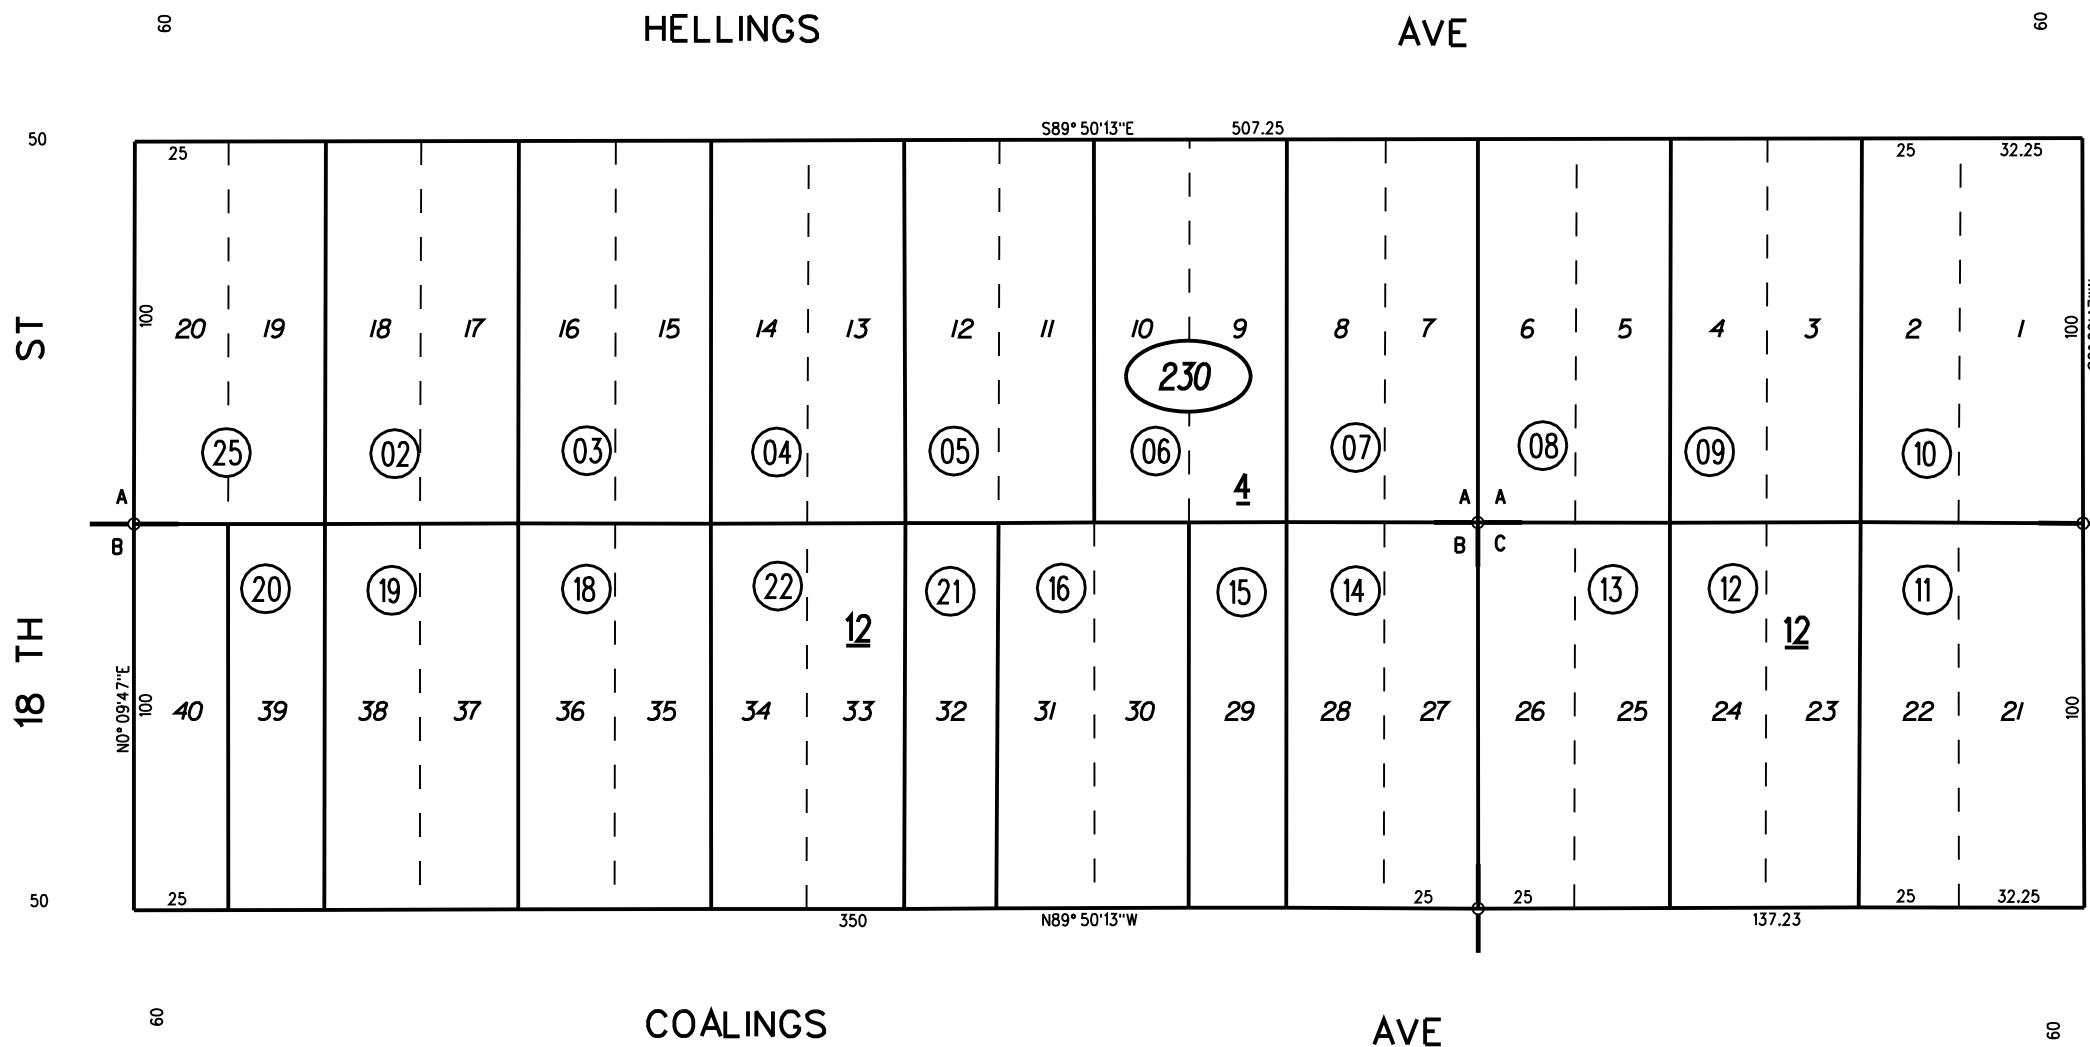 60 HELLINGS AVE 60
50 S89° 50'13"E 507.25
25 25 32.25
100 20 19 18 17 16 15 14 13 12 11 10 9 8 7 6 5 4 3 2 1 100
230
25 02 03 04 05 06 07 08 09 10
4
A A A
B B C
20 19 18 22 21 16 15 14 13 12 11
12 12
18 TH ST
N0° 09'47"E
100 40 39 38 37 36 35 34 33 32 31 30 29 28 27 26 25 24 23 22 21 100
50 25 25 25 25 32.25
350 N89° 50'13"W 137.23
60 COALINGS AVE 60